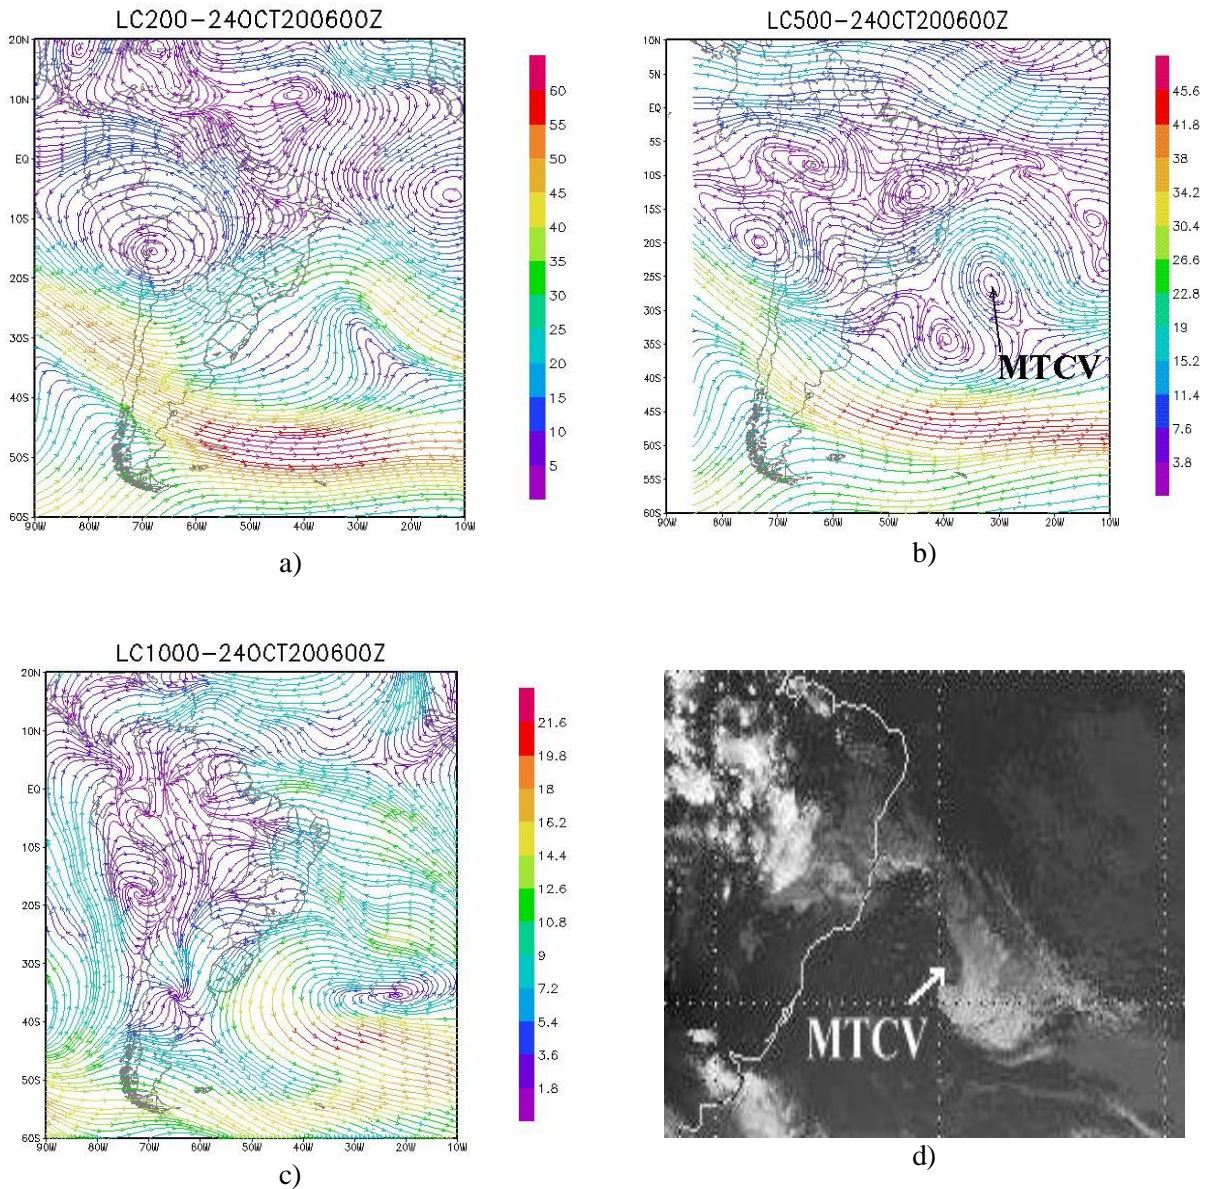 LC200-24OCT200600Z
20N
10N
EQ
10S
20S
30S
40S
50S
60S
90W 80W 70W 60W 50W 40W 30W 20W 10W
60
55
50
45
40
35
30
25
20
15
10
5
a)
LC500-24OCT200600Z
10N
5N
EQ
5S
10S
15S
20S
25S
30S
35S
40S
45S
50S
55S
60S
90W 80W 70W 60W 50W 40W 30W 20W 10W
MTCV
45.6
41.8
38
34.2
30.4
26.6
22.8
19
15.2
11.4
7.6
3.8
b)
LC1000-24OCT200600Z
20N
10N
EQ
10S
20S
30S
40S
50S
60S
90W 80W 70W 60W 50W 40W 30W 20W 10W
21.6
19.8
18
16.2
14.4
12.6
10.8
9
7.2
5.4
3.6
1.8
c)
MTCV
d)